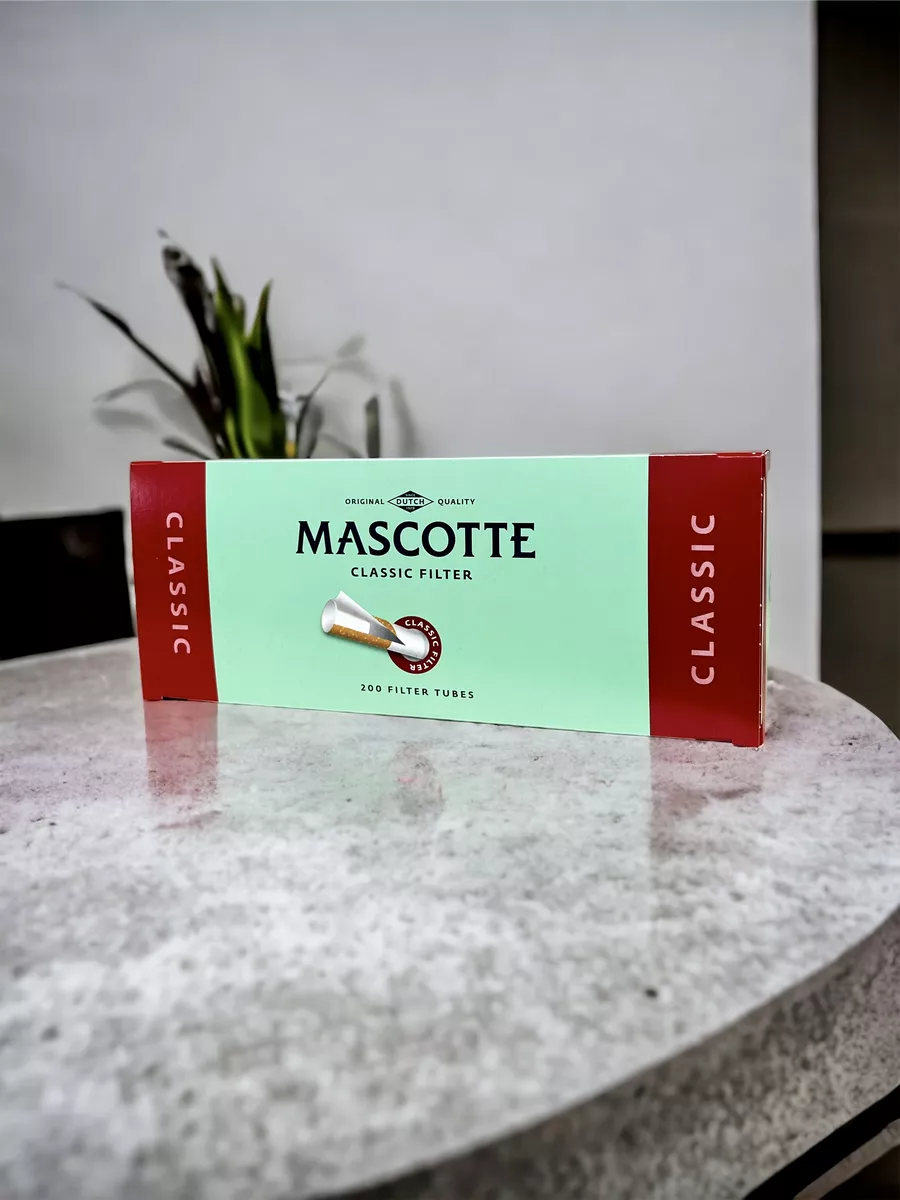 CLASSIC
ORIGINAL DUTCH QUALITY
MASCOTTE
CLASSIC FILTER
CLASSIC FILTER
200 FILTER TUBES
CLASSIC